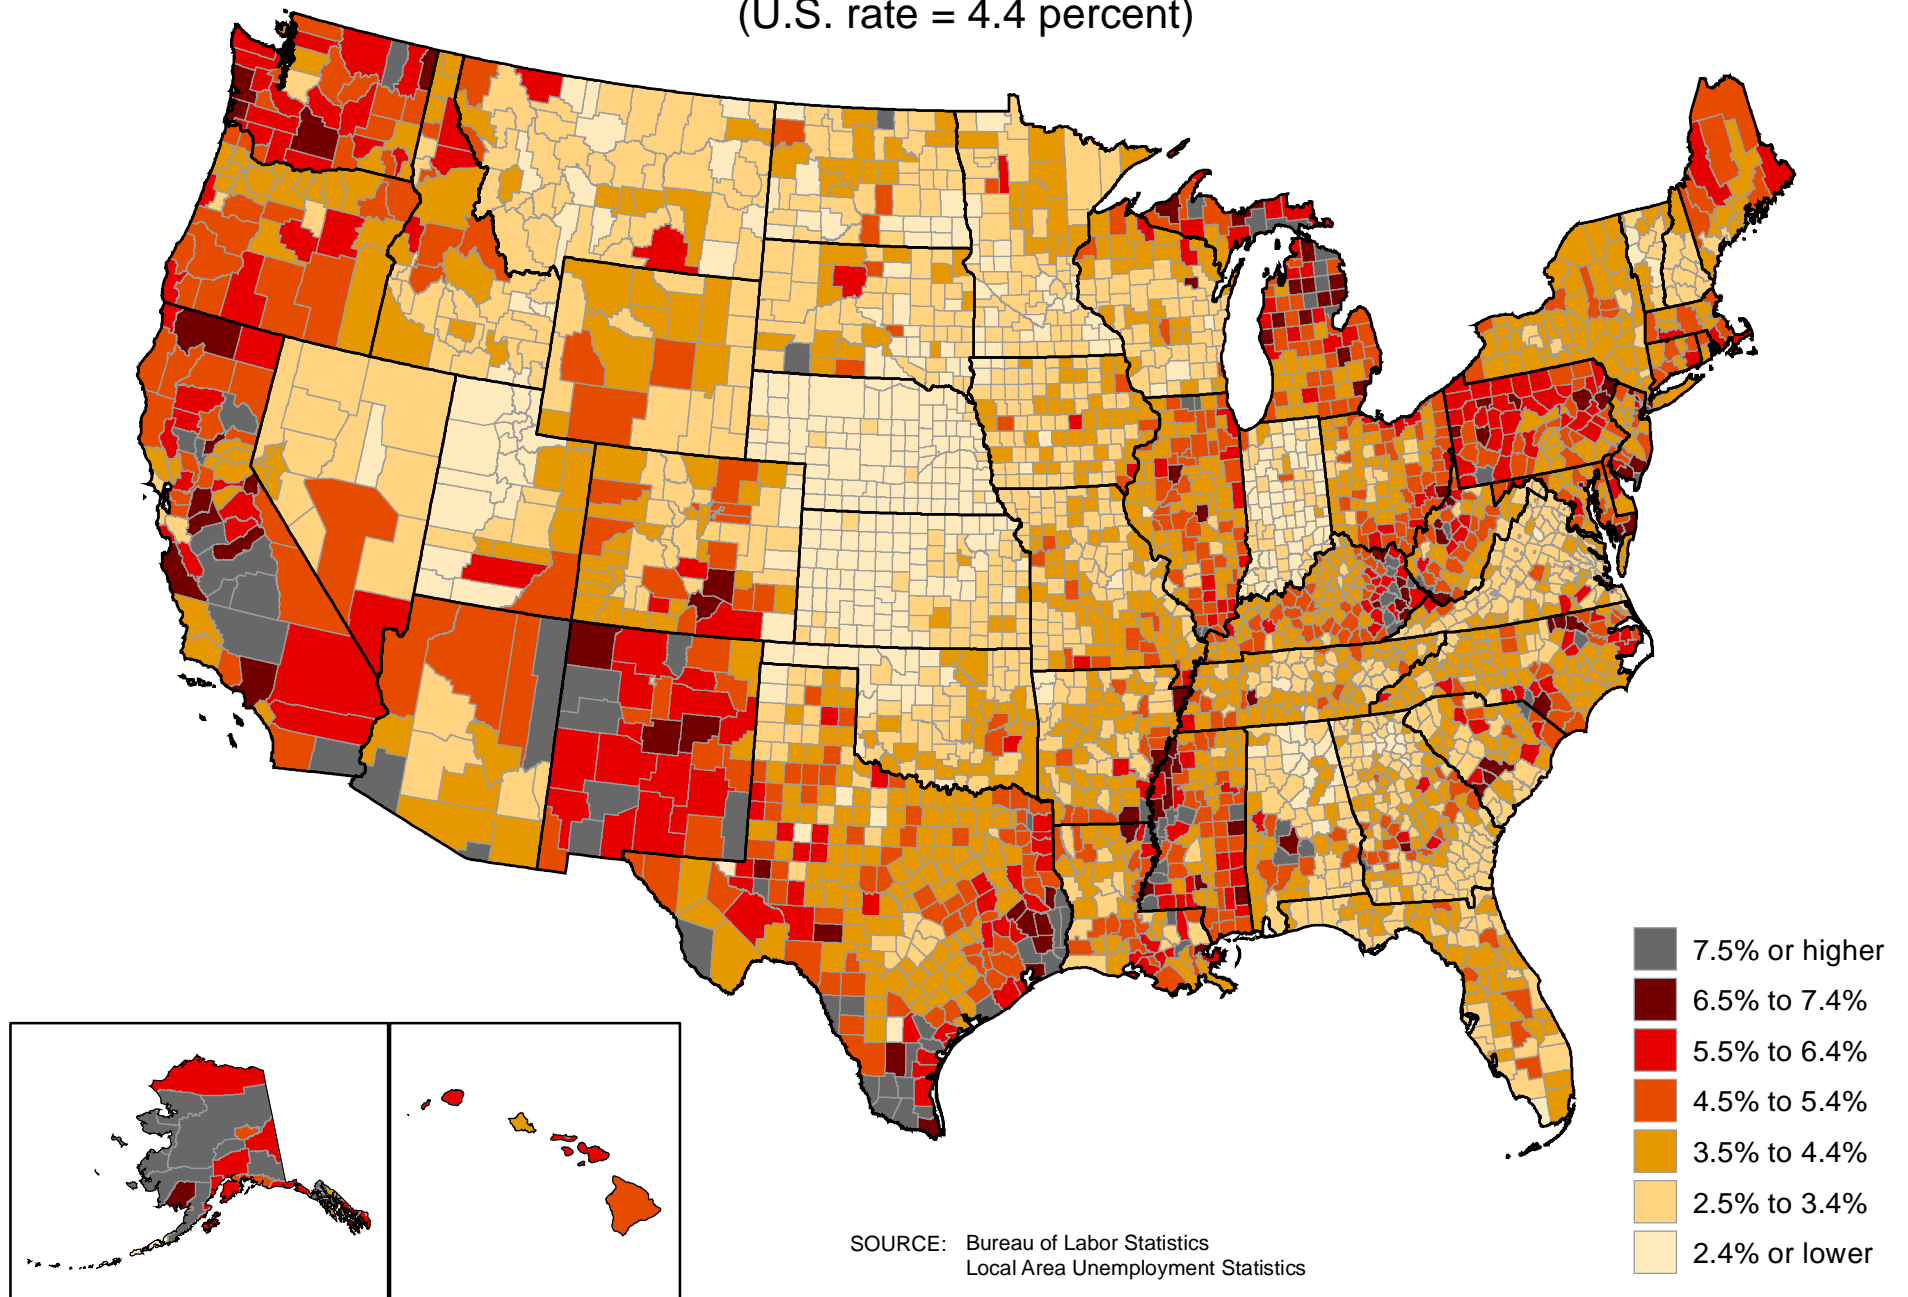 (U.S. rate = 4.4 percent)
7.5% or higher
6.5% to 7.4%
5.5% to 6.4%
4.5% to 5.4%
3.5% to 4.4%
2.5% to 3.4%
2.4% or lower
SOURCE: Bureau of Labor Statistics
Local Area Unemployment Statistics